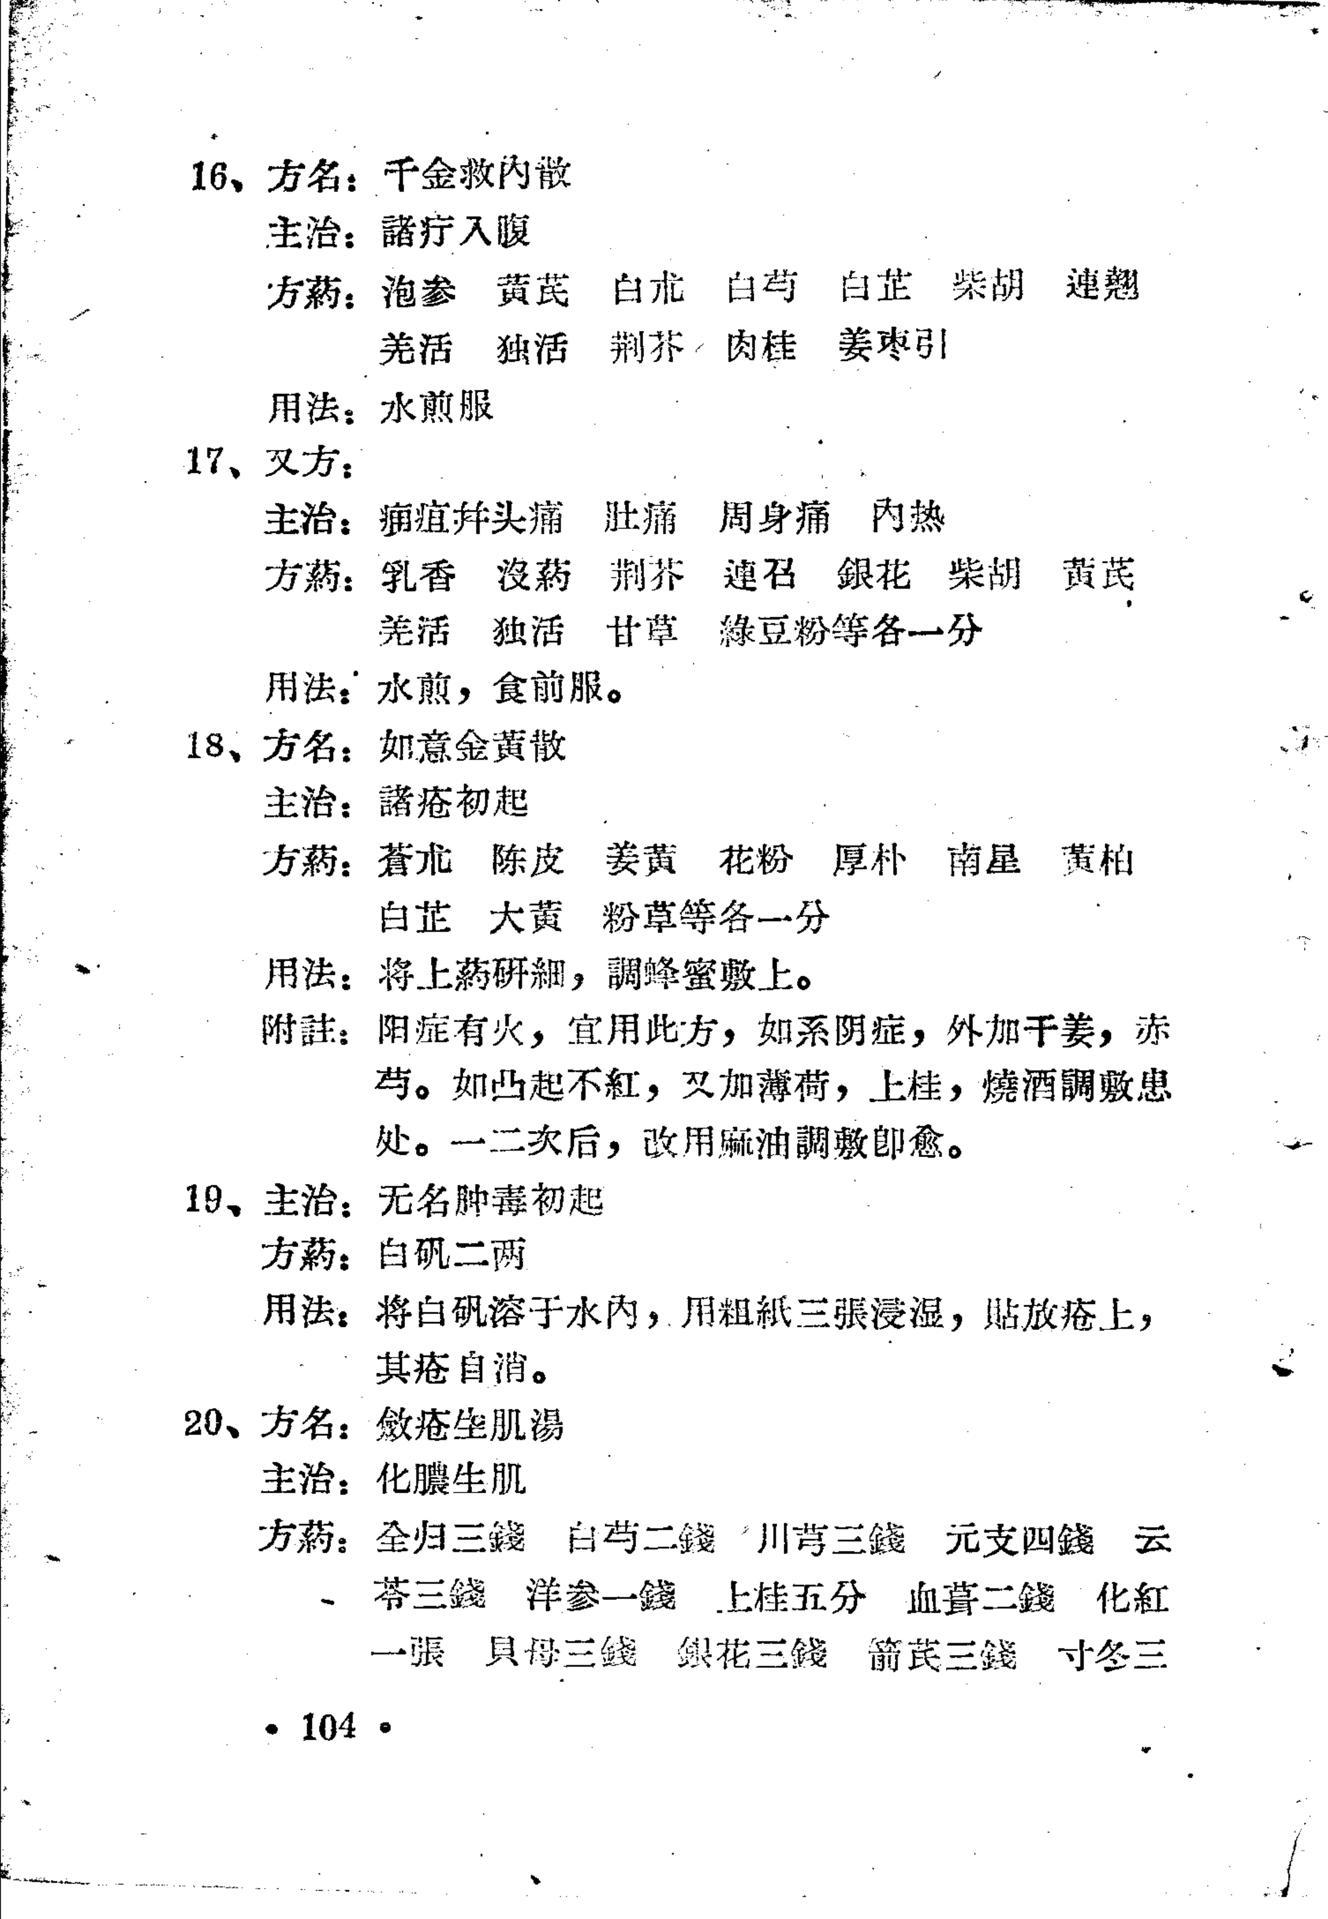 16、方名：千金救内散
主治：諸疔入腹
方葯：泡参　黃芪　白朮　白芍　白芷　柴胡　連翹
羌活　独活　荆芥　肉桂　姜枣引
用法：水煎服
17、又方：
主治：痈疽幷头痛　肚痛　周身痛　內热
方葯：乳香　沒葯　荆芥　連召　銀花　柴胡　黃芪
羌活　独活　甘草　綠豆粉等各一分
用法：水煎，食前服。
18、方名：如意金黃散
主治：諸疮初起
方葯：蒼朮　陈皮　姜黃　花粉　厚朴　南星　黃柏
白芷　大黃　粉草等各一分
用法：将上葯硏細，調蜂蜜敷上。
附註：阳症有火，宜用此方，如系阴症，外加干姜，赤
芍。如凸起不紅，又加薄荷，上桂，燒酒調敷患
处。一二次后，改用麻油調敷卽愈。
19、主治：无名肿毒初起
方葯：白矾二两
用法：将白矾溶于水内，用粗紙三張浸湿，貼放疮上，
其疮自消。
20、方名：斂疮生肌湯
主治：化膿生肌
方葯：全归三錢　白芍二錢　川芎三錢　元支四錢　云
苓三錢　洋参一錢　上桂五分　血茸二錢　化紅
一張　貝母三錢　銀花三錢　箭芪三錢　寸冬三
• 104 •